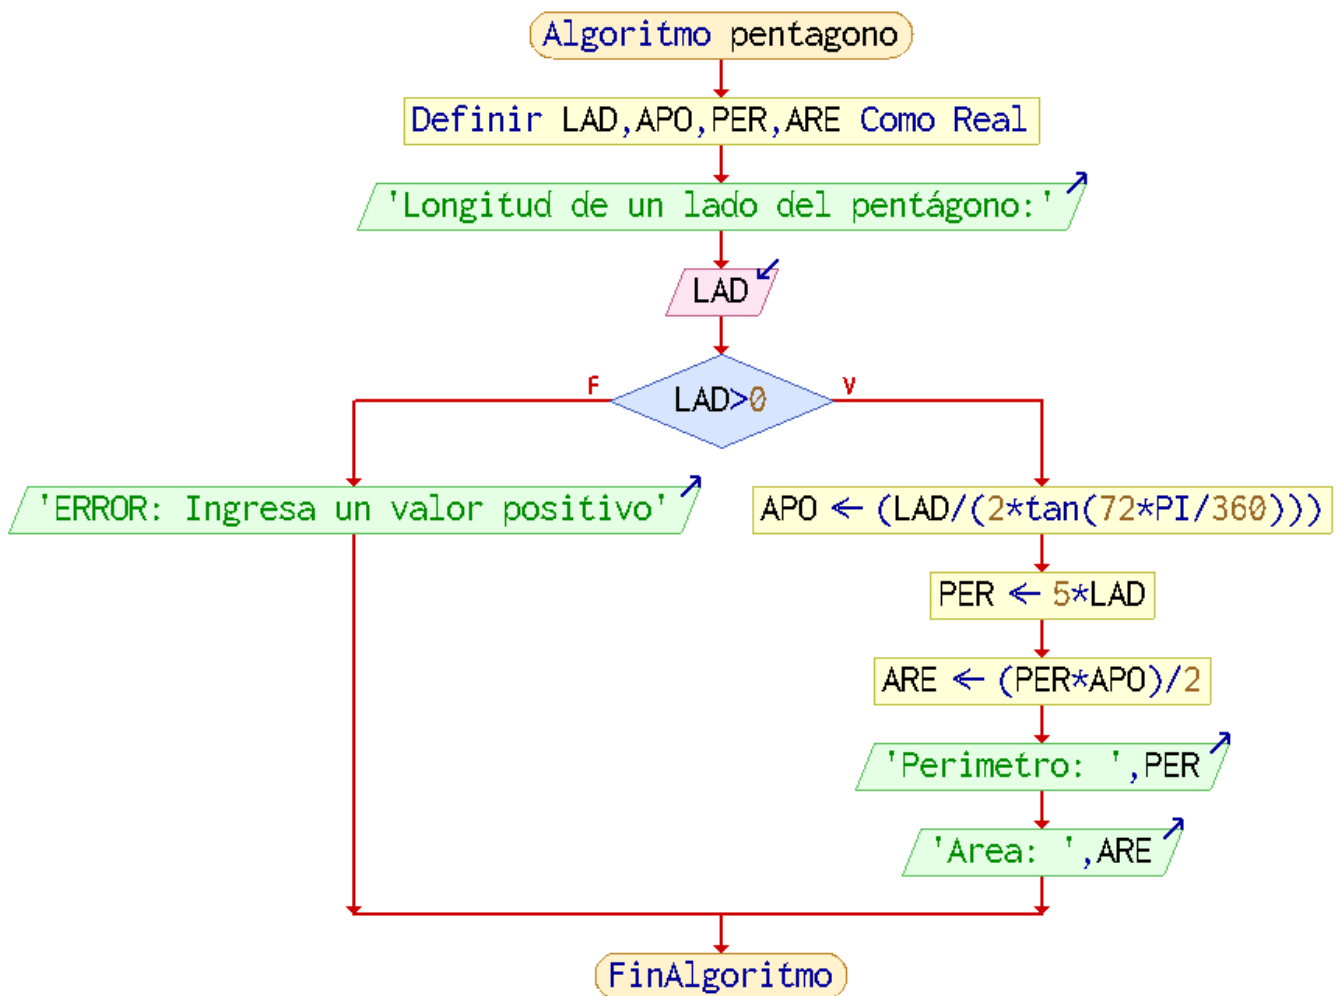 Algoritmo pentagono
Definir LAD,APO,PER,ARE Como Real
'Longitud de un lado del pentágono:'
LAD
F
LAD>0
V
'ERROR: Ingresa un valor positivo'
APO ← (LAD/(2*tan(72*PI/360)))
PER ← 5*LAD
ARE ← (PER*APO)/2
'Perimetro: ',PER
'Area: ',ARE
FinAlgoritmo